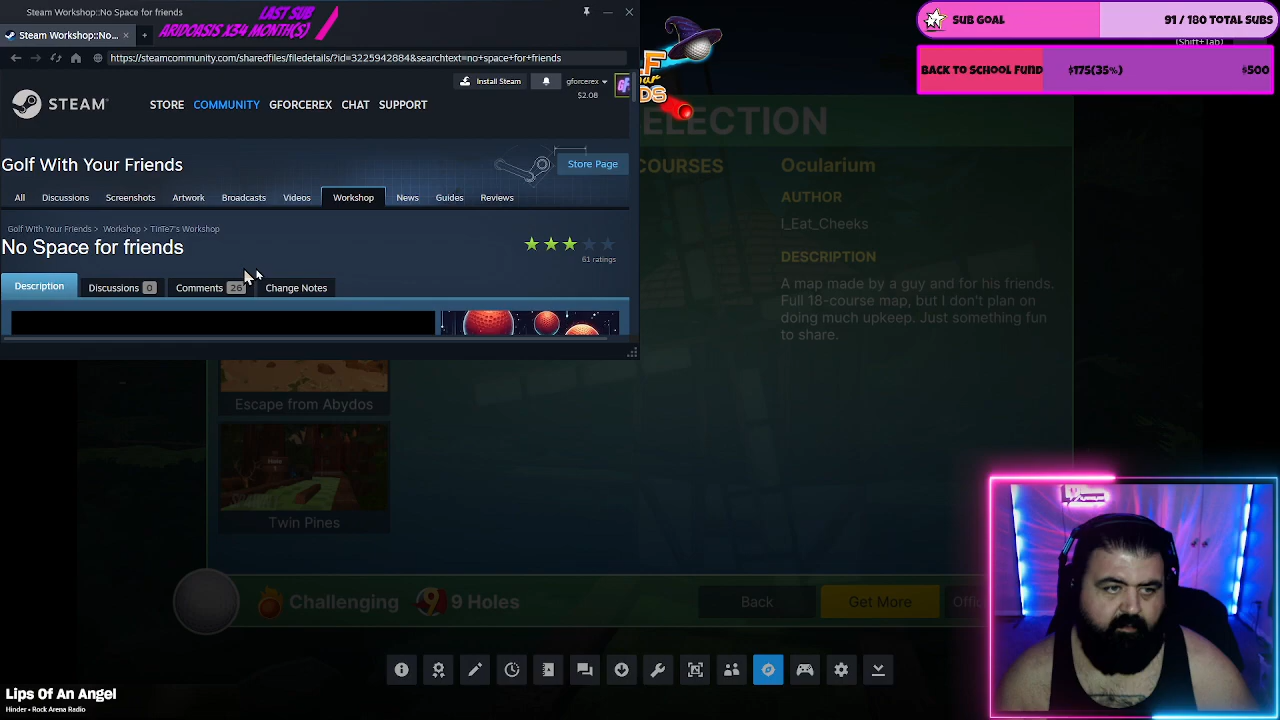 Steam Workshop::No Space for friends
LAST SUB
ARIDOASIS X34 MONTH(S)
SUB GOAL
91 / 180 TOTAL SUBS
Steam Workshop::No...
(Shift+Tab)
https://steamcommunity.com/sharedfiles/filedetails/?id=3225942884&searchtext=no+space+for+friends
BACK TO SCHOOL FUND
$175(35%)
$500
Install Steam
gforcerex
$2.08
GF
STEAM
STORE
COMMUNITY
GFORCEREX
CHAT
SUPPORT
ELECTION
Golf With Your Friends
Store Page
COURSES
Ocularium
AUTHOR
All
Discussions
Screenshots
Artwork
Broadcasts
Videos
Workshop
News
Guides
Reviews
I_Eat_Cheeks
Golf With Your Friends > Workshop > TinTe7's Workshop
No Space for friends
61 ratings
DESCRIPTION
A map made by a guy and for his friends.
Full 18-course map, but I don't plan on
doing much upkeep. Just something fun
to share.
Description
Discussions 0
Comments 26
Change Notes
Escape from Abydos
Twin Pines
Challenging
9
9 Holes
Back
Get More
Lips Of An Angel
Hinder • Rock Arena Radio